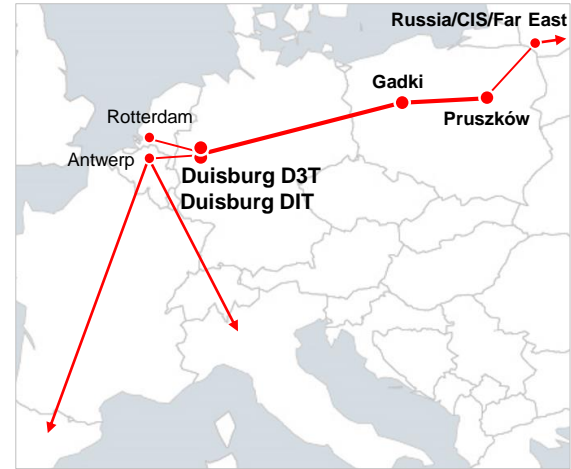 Russia/CIS/Far East
Gadki
Pruszków
Rotterdam
Antwerp
Duisburg D3T
Duisburg DIT